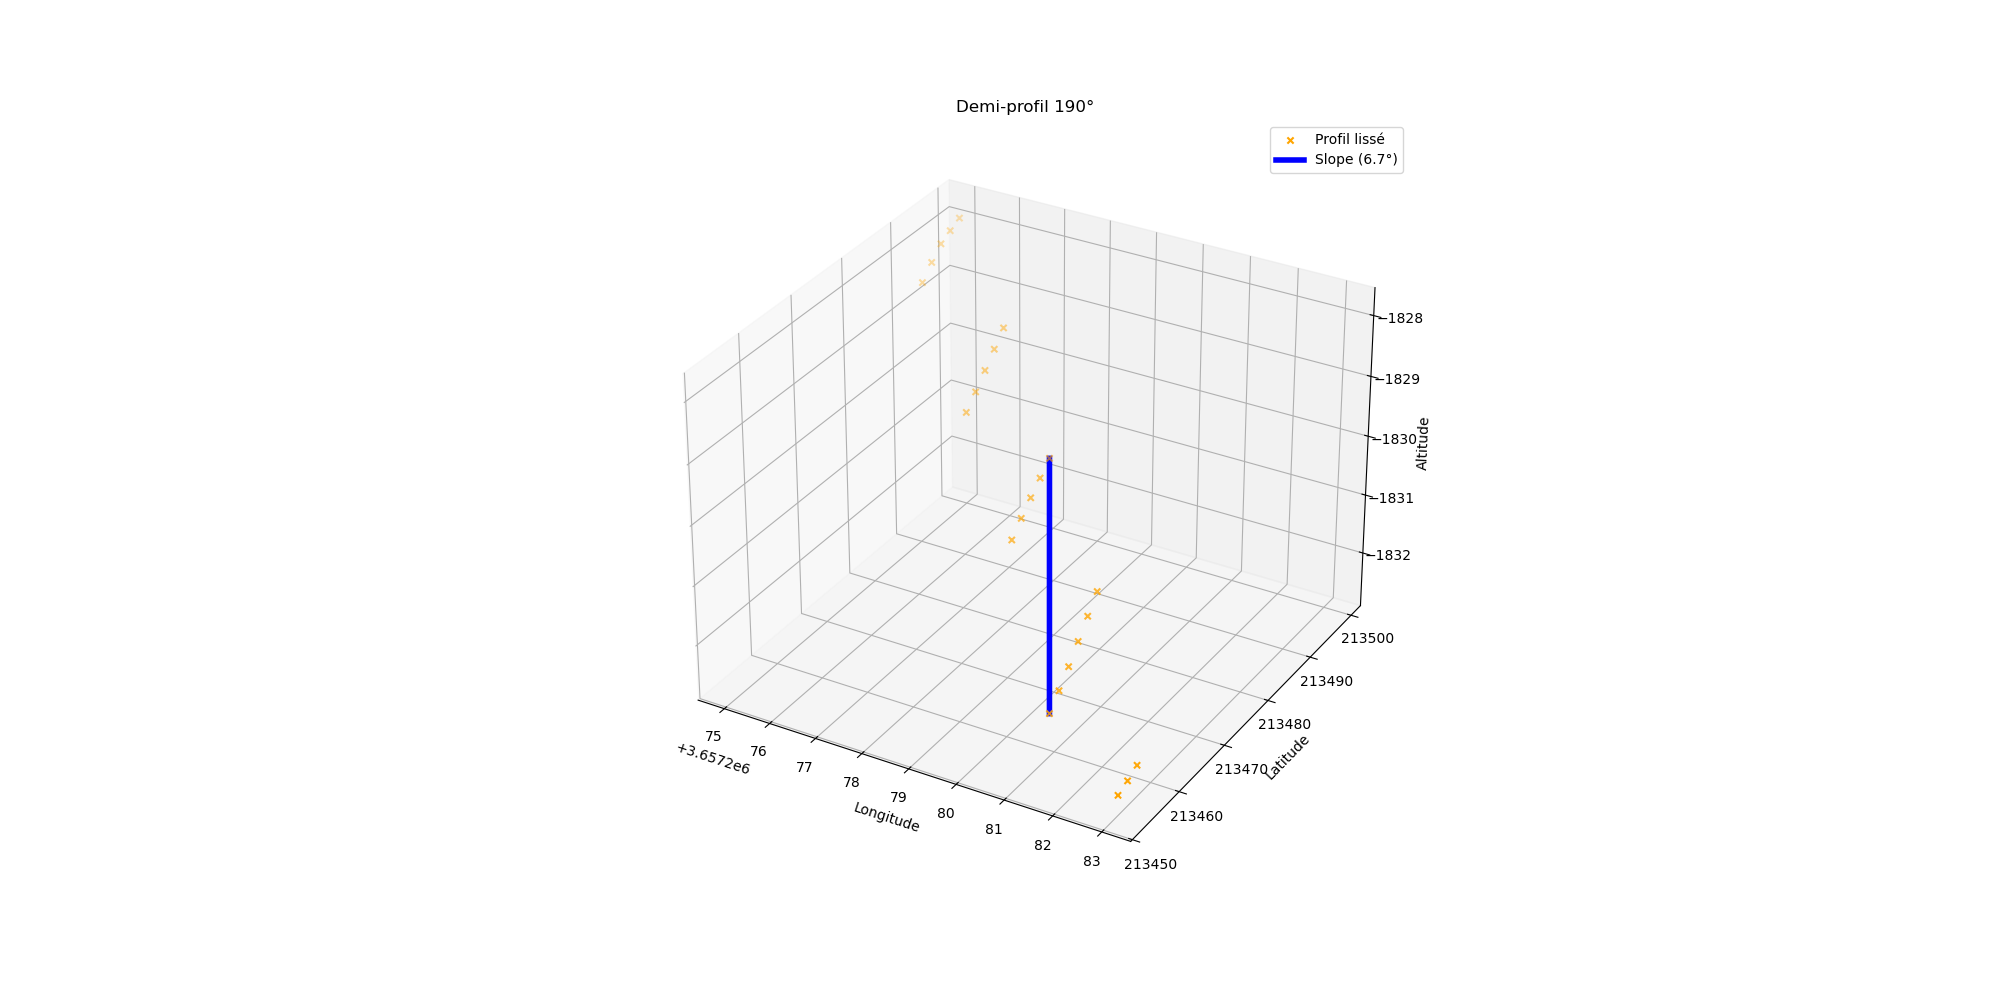 Demi-profil 190°
Profil lissé
Slope (6.7°)
−1828
−1829
−1830
−1831
−1832
Altitude
213500
213490
213480
213470
213460
213450
Latitude
75
76
77
78
79
80
81
82
83
+3.6572e6
Longitude